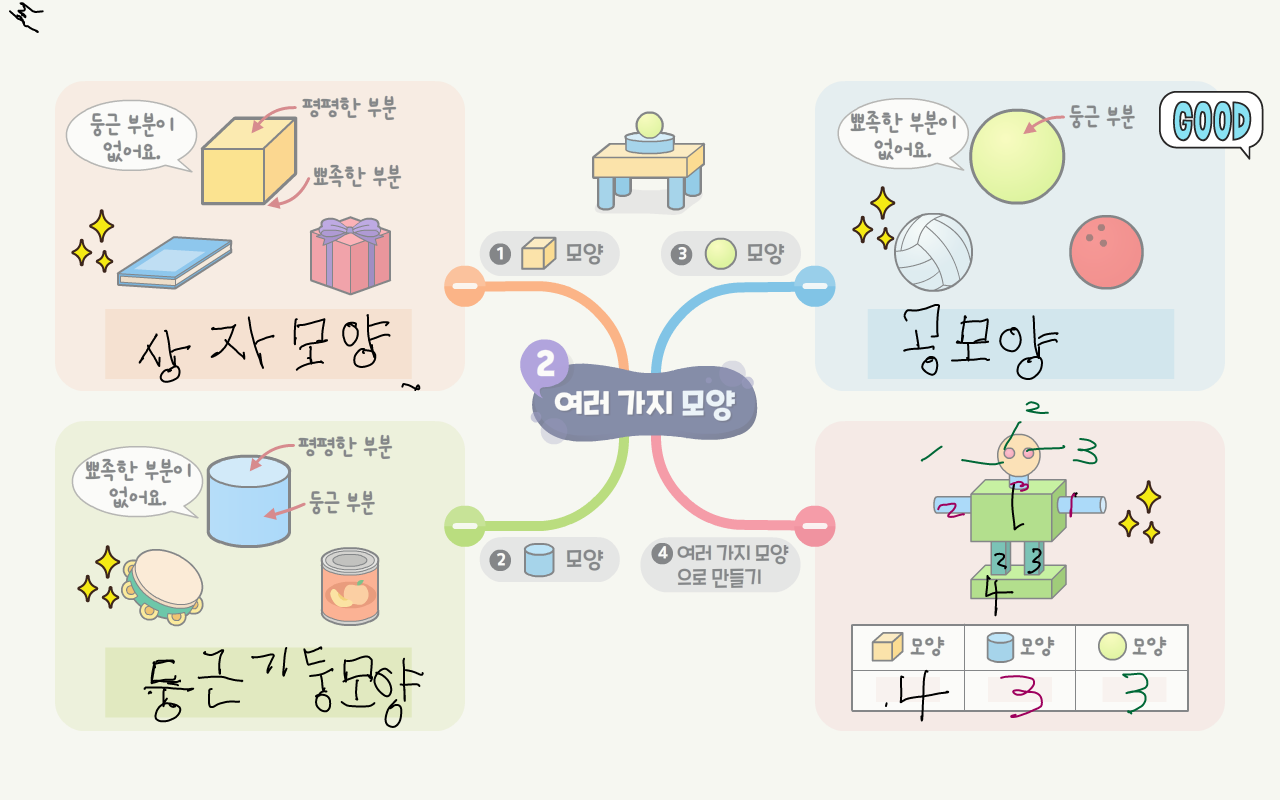 둥근 부분이
없어요.
평평한 부분
뾰족한 부분
상자모양
1 모양
3 모양
뾰족한 부분이
없어요.
둥근 부분
GOOD
공모양
2
여러 가지 모양
뾰족한 부분이
없어요.
평평한 부분
둥근 부분
둥근기둥모양
2 모양
4 여러 가지 모양
으로 만들기
1
2
3
2
3
1
1
2
3
4
모양 모양 모양
4 3 3